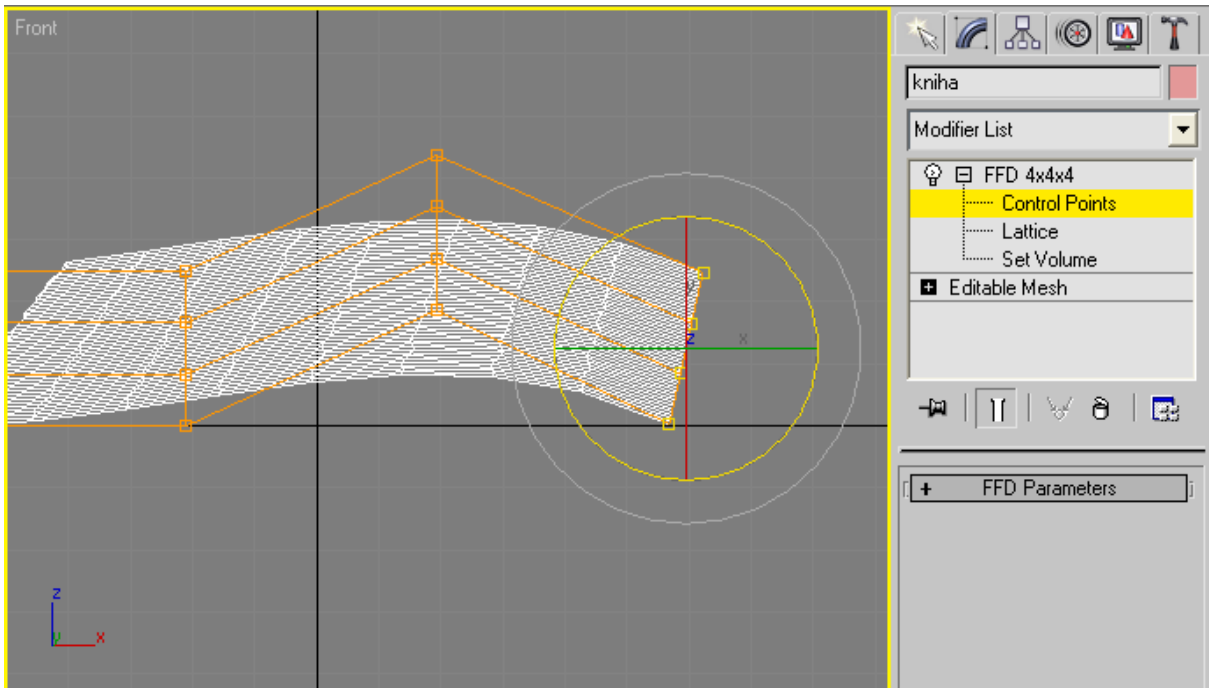 Front
z
x
z
y
x
kniha
Modifier List
FFD 4x4x4
Control Points
Lattice
Set Volume
Editable Mesh
+ FFD Parameters